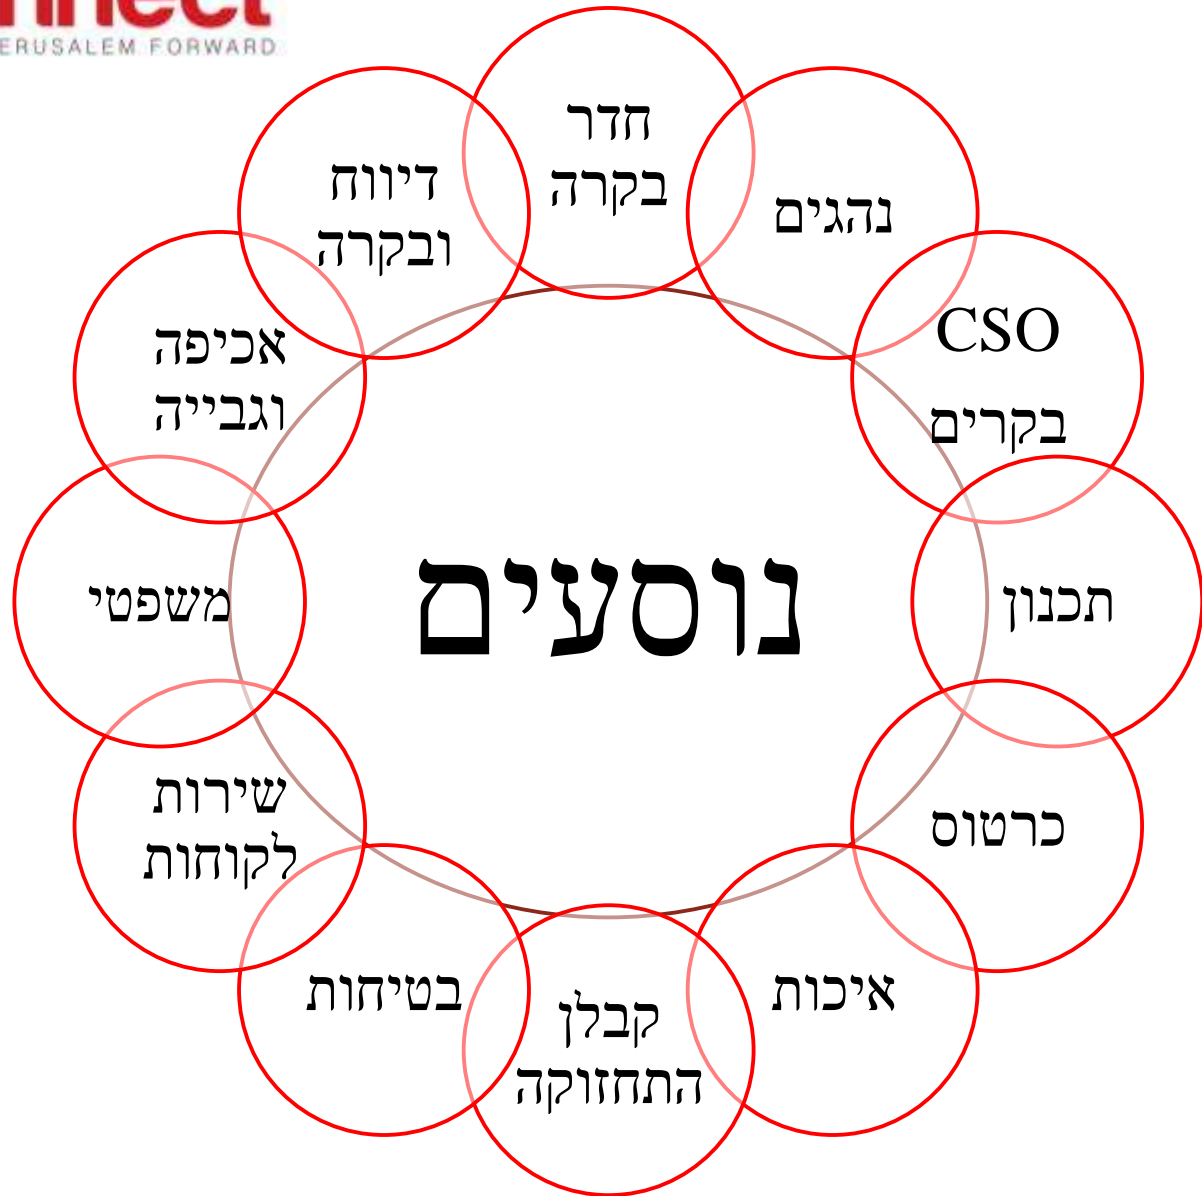 ERUSALEM FORWARD
חדר
בקרה
נהגים
CSO
בקרים
תכנון
כרטוס
איכות
קבלן
התחזוקה
בטיחות
שירות
לקוחות
משפטי
אכיפה
וגבייה
דיווח
ובקרה
נוסעים